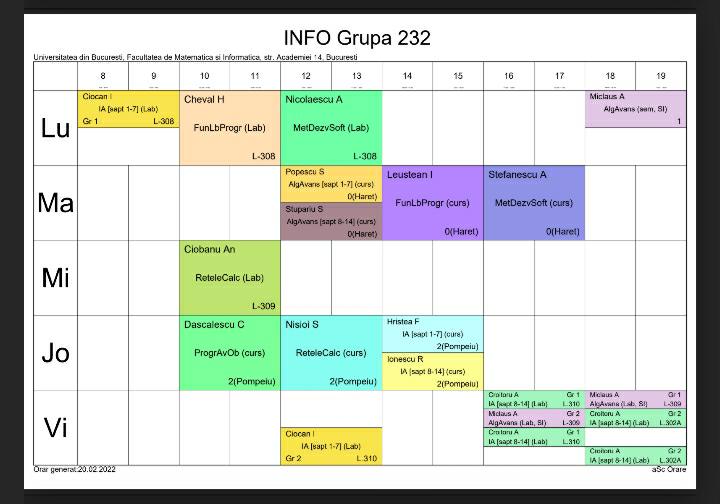 INFO Grupa 232
Universitatea din Bucuresti, Facultatea de Matematica si Informatica, str. Academiei 14, Bucuresti
8 9 10 11 12 13 14 15 16 17 18 19
Lu
Ciocan I
IA [sapt 1-7] (Lab)
Gr 1 L-308
Cheval H
FunLbProgr (Lab)
L-308
Nicolaescu A
MetDezvSoft (Lab)
L-308
Miclaus A
AlgAvans (sem, SI)
1
Ma
Popescu S
AlgAvans [sapt 1-7] (curs)
0(Haret)
Stupariu S
AlgAvans [sapt 8-14] (curs)
0(Haret)
Leustean I
FunLbProgr (curs)
0(Haret)
Stefanescu A
MetDezvSoft (curs)
0(Haret)
Mi
Ciobanu An
ReteleCalc (Lab)
L-309
Jo
Dascalescu C
ProgrAvOb (curs)
2(Pompeiu)
Nisioi S
ReteleCalc (curs)
2(Pompeiu)
Hristea F
IA [sapt 1-7] (curs)
2(Pompeiu)
Ionescu R
IA [sapt 8-14] (curs)
2(Pompeiu)
Vi
Ciocan I
IA [sapt 1-7] (Lab)
Gr 2 L.310
Croitoru A Gr 1
IA [sapt 8-14] (Lab) L.310
Miclaus A Gr 2
AlgAvans (Lab, SI) L-309
Croitoru A Gr 1
IA [sapt 8-14] (Lab) L.310
Miclaus A Gr 1
AlgAvans (Lab, SI) L-309
Croitoru A Gr 2
IA [sapt 8-14] (Lab) L.302A
Croitoru A Gr 2
IA [sapt 8-14] (Lab) L.302A
Orar generat:20.02.2022
aSc Orare